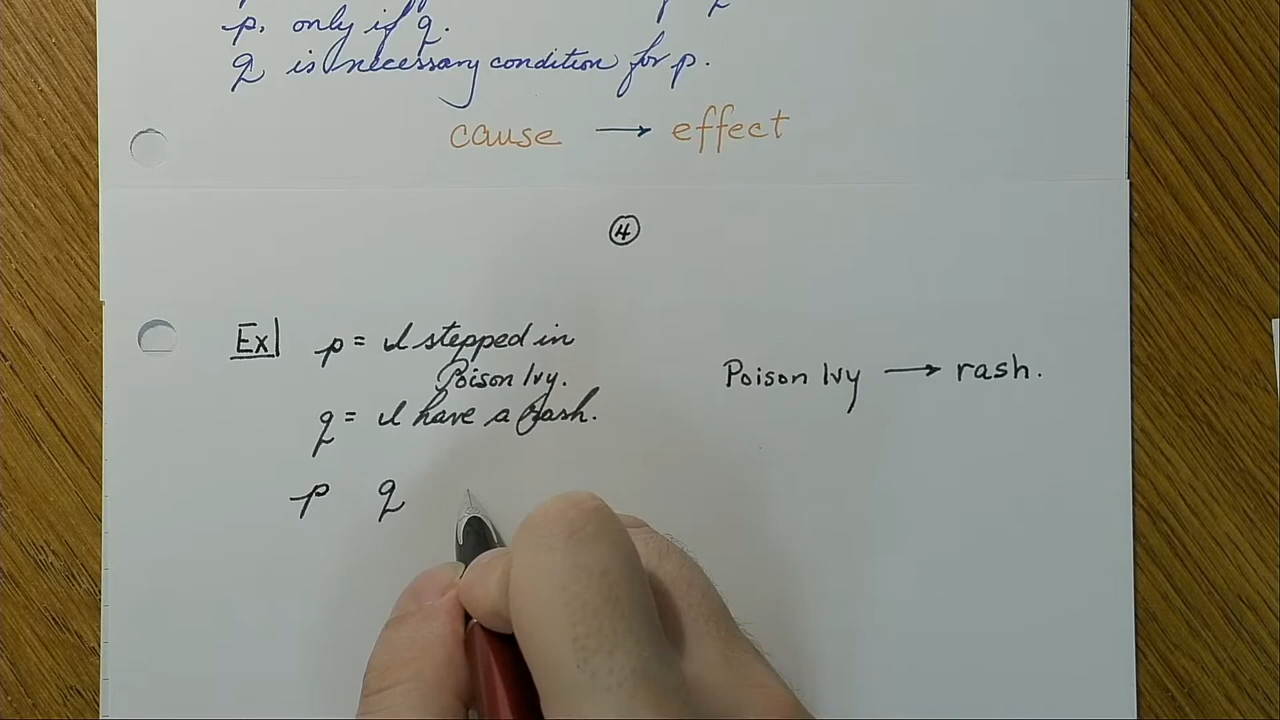 p, only if q.
q is necessary condition for p.
cause → effect
4
Ex p = I stepped in
Poison Ivy.
q = I have a rash.
Poison Ivy → rash.
p q